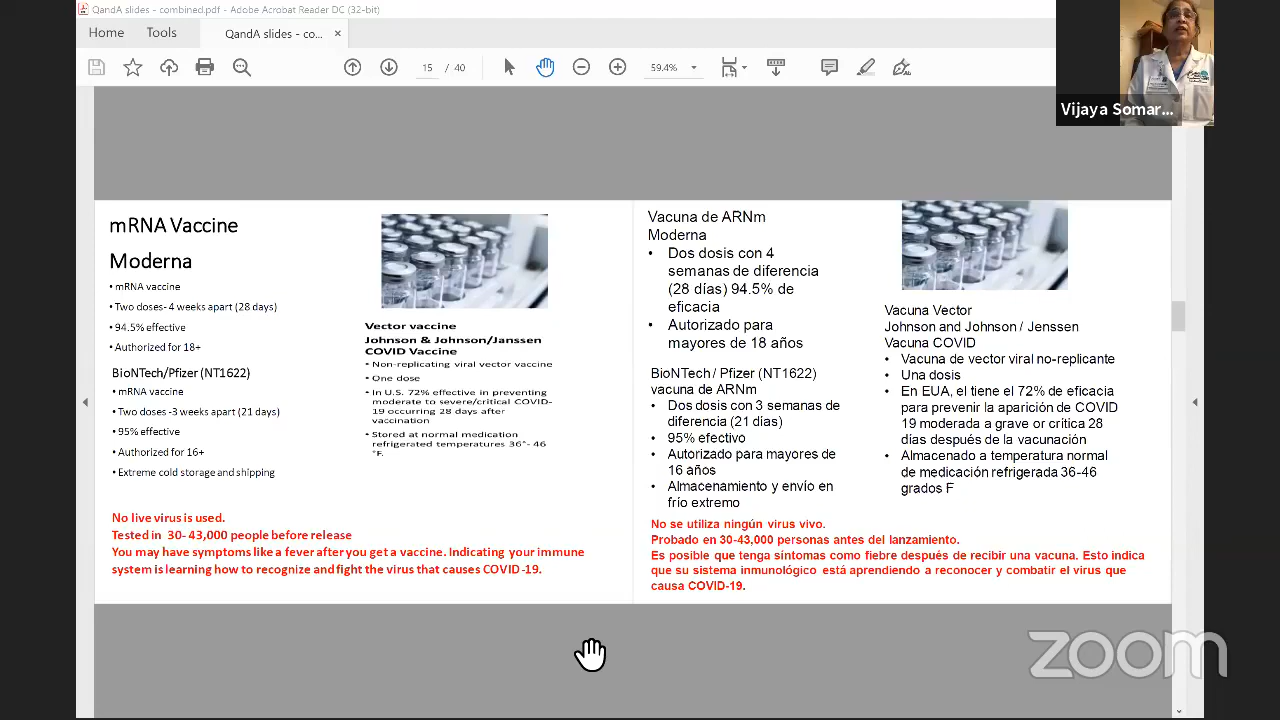 QandA slides - combined.pdf - Adobe Acrobat Reader DC (32-bit)
Home
Tools
QandA slides - co...
15 / 40
59.4%
Vijaya Somar...
mRNA Vaccine
Moderna
• mRNA vaccine
• Two doses- 4 weeks apart (28 days)
• 94.5% effective
• Authorized for 18+
BioNTech/Pfizer (NT1622)
• mRNA vaccine
• Two doses -3 weeks apart (21 days)
• 95% effective
• Authorized for 16+
• Extreme cold storage and shipping
Vector vaccine
Johnson & Johnson/Janssen
COVID Vaccine
• Non-replicating viral vector vaccine
• One dose
• In U.S. 72% effective in preventing
moderate to severe/critical COVID-
19 occurring 28 days after
vaccination
• Stored at normal medication
refrigerated temperatures 36°- 46
°F.
No live virus is used.
Tested in 30- 43,000 people before release
You may have symptoms like a fever after you get a vaccine. Indicating your immune
system is learning how to recognize and fight the virus that causes COVID-19.
Vacuna de ARNm
Moderna
• Dos dosis con 4
semanas de diferencia
(28 días) 94.5% de
eficacia
• Autorizado para
mayores de 18 años
BioNTech / Pfizer (NT1622)
vacuna de ARNm
• Dos dosis con 3 semanas de
diferencia (21 días)
• 95% efectivo
• Autorizado para mayores de
16 años
• Almacenamiento y envío en
frío extremo
Vacuna Vector
Johnson and Johnson / Jenssen
Vacuna COVID
• Vacuna de vector viral no-replicante
• Una dosis
• En EUA, el tiene el 72% de eficacia
para prevenir la aparición de COVID
19 moderada a grave or crítica 28
días después de la vacunación
• Almacenado a temperatura normal
de medicación refrigerada 36-46
grados F
No se utiliza ningún virus vivo.
Probado en 30-43,000 personas antes del lanzamiento.
Es posible que tenga síntomas como fiebre después de recibir una vacuna. Esto indica
que su sistema inmunológico está aprendiendo a reconocer y combatir el virus que
causa COVID-19.
zoom